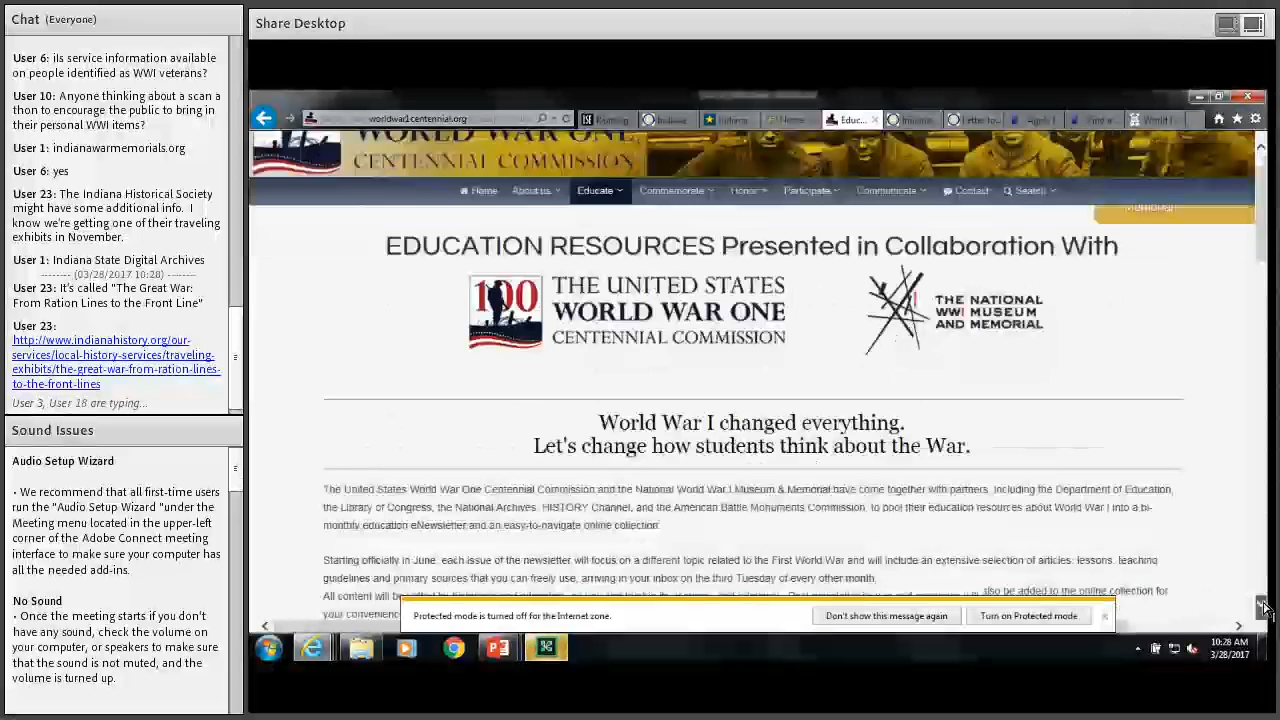 Chat (Everyone)
User 6: iIs service information available
on people identified as WWI veterans?
User 10: Anyone thinking about a scan a
thon to encourage the public to bring in
their personal WWI items?
User 1: indianawarmemorials.org
User 6: yes
User 23: The Indiana Historical Society
might have some additional info. I
know we're getting one of their traveling
exhibits in November.
User 1: Indiana State Digital Archives
-------- (03/28/2017 10:28) --------
User 23: It's called "The Great War:
From Ration Lines to the Front Line"
User 23:
http://www.indianahistory.org/our-
services/local-history-services/traveling-
exhibits/the-great-war-from-ration-lines-
to-the-front-lines
User 3, User 18 are typing...
Sound Issues
Audio Setup Wizard
• We recommend that all first-time users
run the "Audio Setup Wizard "under the
Meeting menu located in the upper-left
corner of the Adobe Connect meeting
interface to make sure your computer has
all the needed add-ins.
No Sound
• Once the meeting starts if you don't
have any sound, check the volume on
your computer, or speakers to make sure
that the sound is not muted, and the
volume is turned up.
Share Desktop
worldwar1centennial.org
Educ...
WORLD WAR ONE
CENTENNIAL COMMISSION
Home About us Educate Commemorate Honor Participate Communicate Contact Search
Memorial
EDUCATION RESOURCES Presented in Collaboration With
100
THE UNITED STATES
WORLD WAR ONE
CENTENNIAL COMMISSION
THE NATIONAL
WWI MUSEUM
AND MEMORIAL
World War I changed everything.
Let's change how students think about the War.
The United States World War One Centennial Commission and the National World War I Museum & Memorial have come together with partners, including the Department of Education,
the Library of Congress, the National Archives, HISTORY Channel, and the American Battle Monuments Commission, to pool their education resources about World War I into a bi-
monthly education eNewsletter and an easy-to-navigate online collection.
Starting officially in June, each issue of the newsletter will focus on a different topic related to the First World War and will include an extensive selection of articles, lessons, teaching
guidelines and primary sources that you can freely use, arriving in your inbox on the third Tuesday of every other month.
All content will be
also be added to the online collection for
your convenience
Protected mode is turned off for the Internet zone.
Don't show this message again
Turn on Protected mode
10:28 AM
3/28/2017